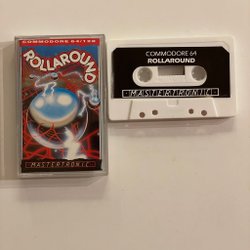 COMMODORE 64/128
ROLLAROUND
MASTERTRONIC
COMMODORE 64
ROLLAROUND
MASTERTRONIC